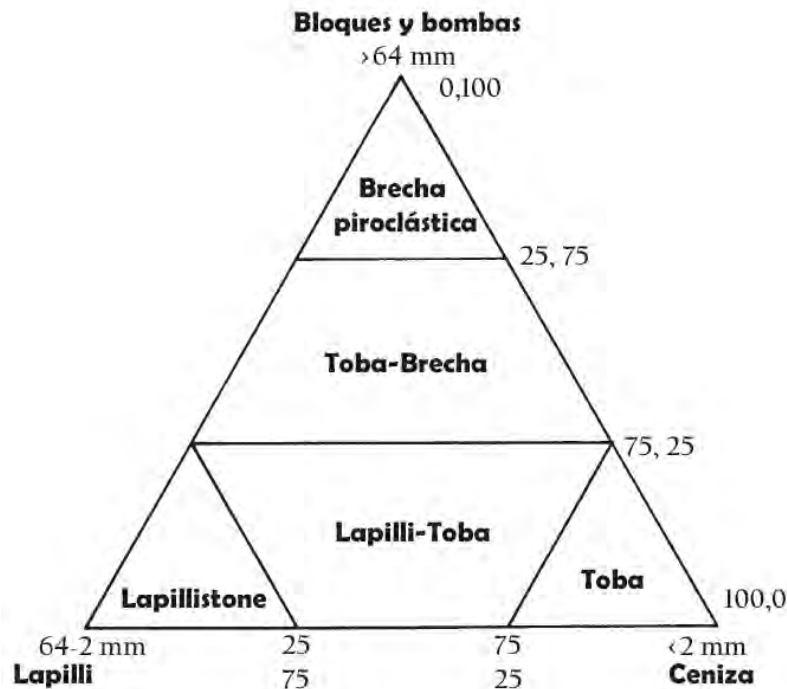 Bloques y bombas
›64 mm
0,100
Brecha
piroclástica
25, 75
Toba-Brecha
75, 25
Lapilli-Toba
Toba
Lapillistone
100,0
64-2 mm
25
75
‹2 mm
Lapilli
75
25
Ceniza